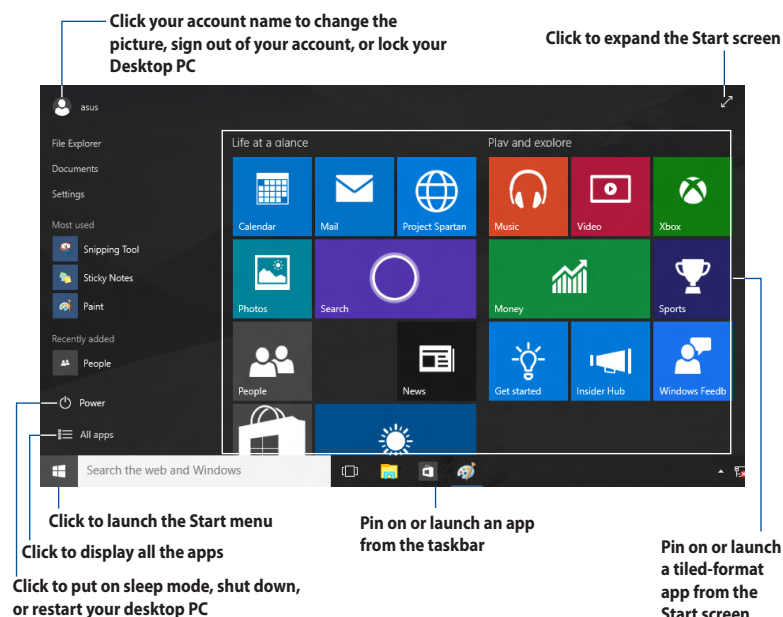 Click your account name to change the
picture, sign out of your account, or lock your
Desktop PC
Click to expand the Start screen
asus
File Explorer
Documents
Settings
Most used
Snipping Tool
Sticky Notes
Paint
Recently added
People
Power
All apps
Life at a glance
Play and explore
Calendar
Mail
Project Spartan
Music
Video
Xbox
Photos
Search
Money
Sports
People
News
Get started
Insider Hub
Windows Feedb
Search the web and Windows
Click to launch the Start menu
Click to display all the apps
Click to put on sleep mode, shut down,
or restart your desktop PC
Pin on or launch an app
from the taskbar
Pin on or launch
a tiled-format
app from the
Start screen